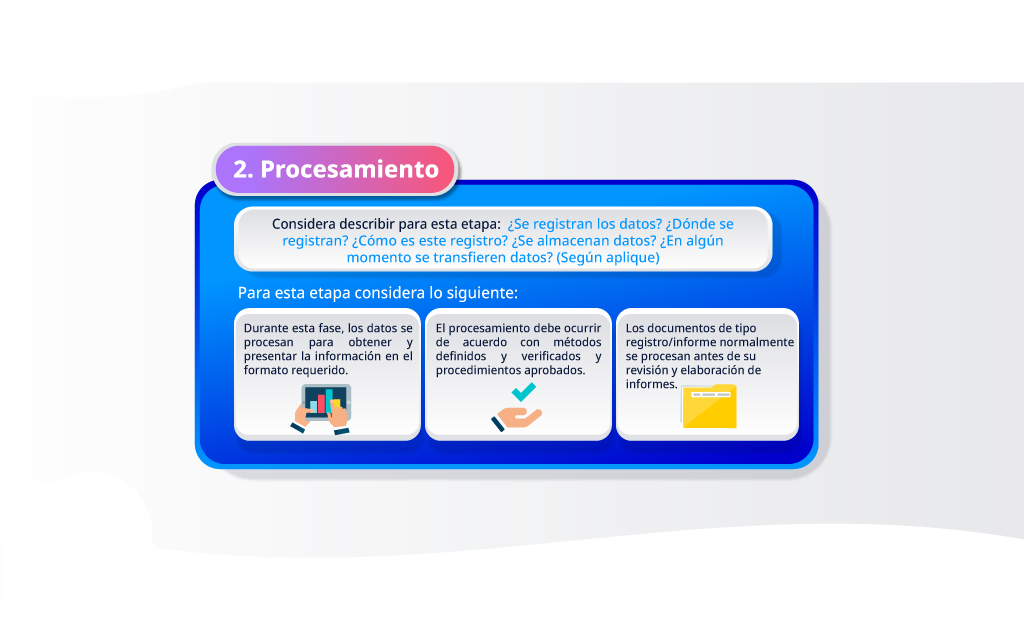 2. Procesamiento
Considera describir para esta etapa: ¿Se registran los datos? ¿Dónde se
registran? ¿Cómo es este registro? ¿Se almacenan datos? ¿En algún
momento se transfieren datos? (Según aplique)
Para esta etapa considera lo siguiente:
Durante esta fase, los datos se
procesan para obtener y
presentar la información en el
formato requerido.
El procesamiento debe ocurrir
de acuerdo con métodos
definidos y verificados y
procedimientos aprobados.
Los documentos de tipo
registro/informe normalmente
se procesan antes de su
revisión y elaboración de
informes.